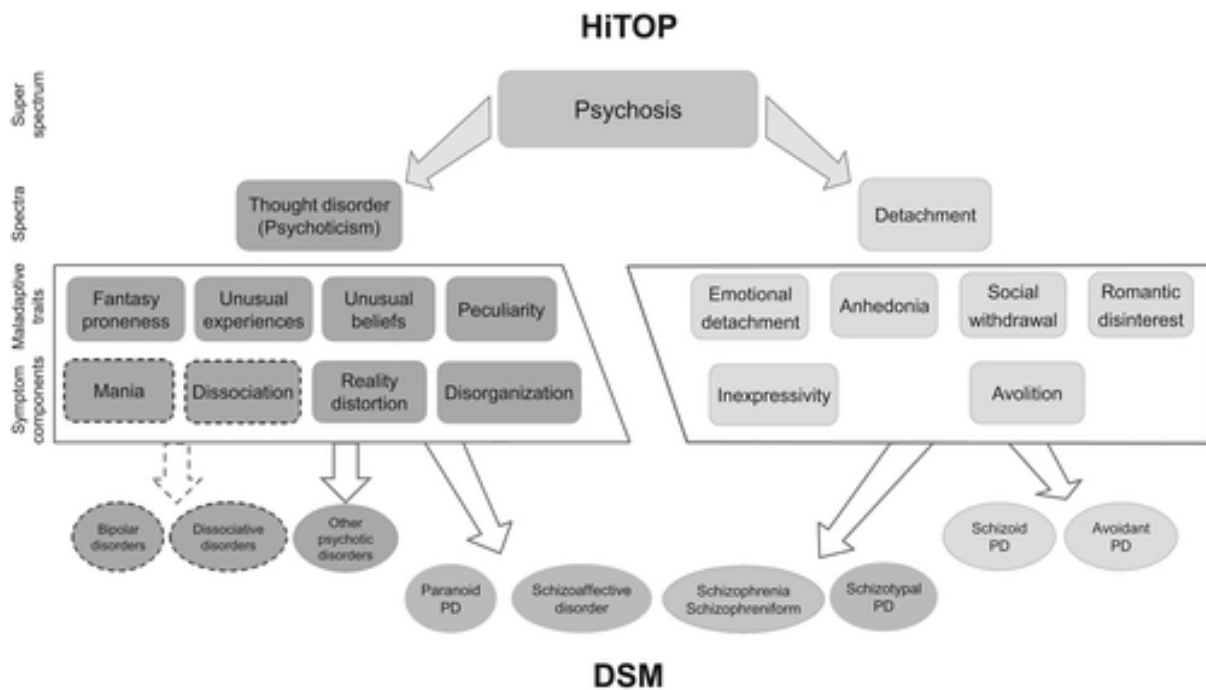 HiTOP
Super
spectrum
Psychosis
Spectra
Thought disorder
(Psychoticism)
Detachment
Maladaptive
traits
Fantasy
proneness
Unusual
experiences
Unusual
beliefs
Peculiarity
Emotional
detachment
Anhedonia
Social
withdrawal
Romantic
disinterest
Symptom
components
Mania
Dissociation
Reality
distortion
Disorganization
Inexpressivity
Avolition
Bipolar
disorders
Dissociative
disorders
Other
psychotic
disorders
Schizoid
PD
Avoidant
PD
Paranoid
PD
Schizoaffective
disorder
Schizophrenia
Schizophreniform
Schizotypal
PD
DSM